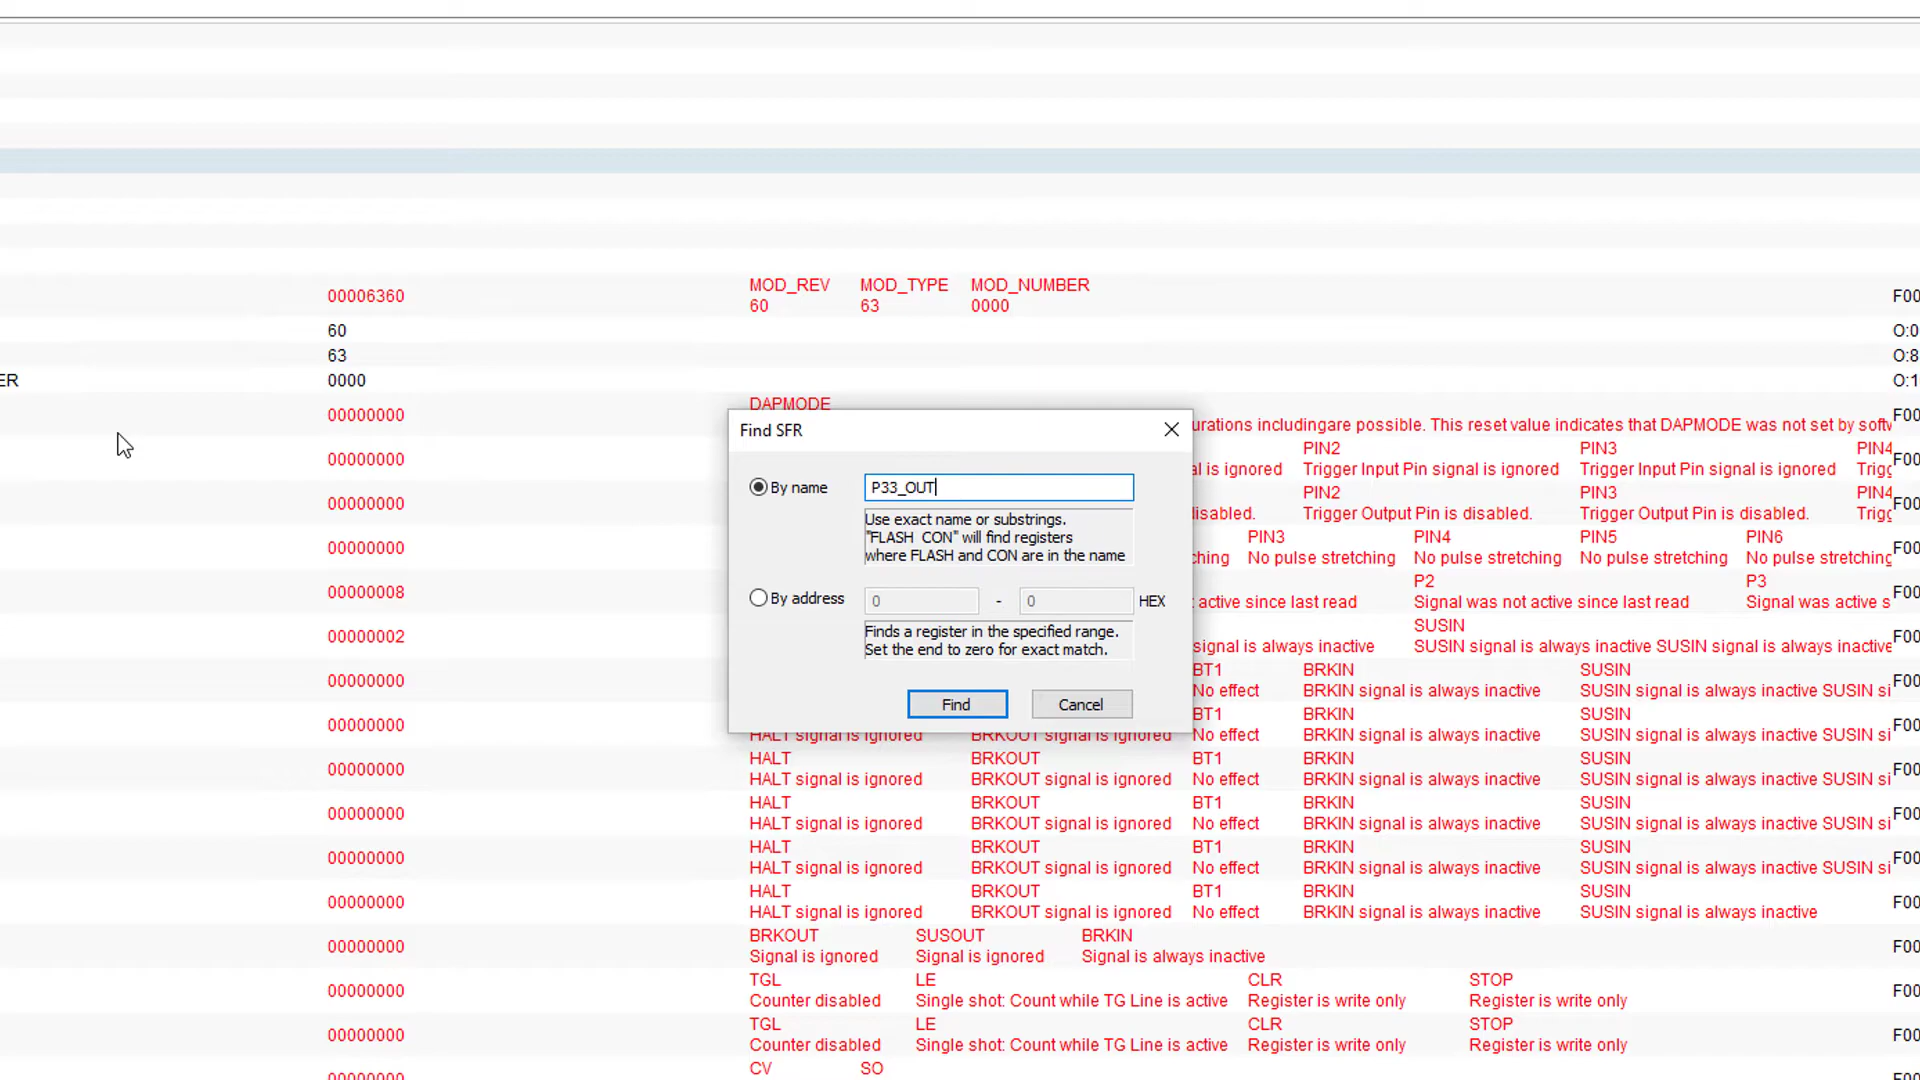 MOD_REV MOD_TYPE MOD_NUMBER
00006360 60 63 0000 F00
60 O:0
63 O:8
ER 0000 O:1
DAPMODE
00000000 F00
urations includingare possible. This reset value indicates that DAPMODE was not set by softw
PIN2 PIN3 PIN4
00000000 F00
al is ignored Trigger Input Pin signal is ignored Trigger Input Pin signal is ignored Trigg
PIN2 PIN3 PIN4
00000000 F00
isabled. Trigger Output Pin is disabled. Trigger Output Pin is disabled. Trigg
PIN3 PIN4 PIN5 PIN6
00000000 F00
ching No pulse stretching No pulse stretching No pulse stretching No pulse stretching
P2 P3
00000008 F00
active since last read Signal was not active since last read Signal was active s
SUSIN
00000002 F00
signal is always inactive SUSIN signal is always inactive SUSIN signal is always inactive
BT1 BRKIN SUSIN
00000000 F00
No effect BRKIN signal is always inactive SUSIN signal is always inactive SUSIN si
BT1 BRKIN SUSIN
00000000 F00
HALT signal is ignored BRKOUT signal is ignored No effect BRKIN signal is always inactive SUSIN signal is always inactive SUSIN si
HALT BRKOUT BT1 BRKIN SUSIN
00000000 F00
HALT signal is ignored BRKOUT signal is ignored No effect BRKIN signal is always inactive SUSIN signal is always inactive SUSIN si
HALT BRKOUT BT1 BRKIN SUSIN
00000000 F00
HALT signal is ignored BRKOUT signal is ignored No effect BRKIN signal is always inactive SUSIN signal is always inactive SUSIN si
HALT BRKOUT BT1 BRKIN SUSIN
00000000 F00
HALT signal is ignored BRKOUT signal is ignored No effect BRKIN signal is always inactive SUSIN signal is always inactive SUSIN si
HALT BRKOUT BT1 BRKIN SUSIN
00000000 F00
HALT signal is ignored BRKOUT signal is ignored No effect BRKIN signal is always inactive SUSIN signal is always inactive
BRKOUT SUSOUT BRKIN
00000000 F00
Signal is ignored Signal is ignored Signal is always inactive
TGL LE CLR STOP
00000000 F00
Counter disabled Single shot: Count while TG Line is active Register is write only Register is write only
TGL LE CLR STOP
00000000 F00
Counter disabled Single shot: Count while TG Line is active Register is write only Register is write only
CV SO
00000000 F00
Find SFR
By name P33_OUT
Use exact name or substrings.
"FLASH CON" will find registers
where FLASH and CON are in the name
By address 0 - 0 HEX
Finds a register in the specified range.
Set the end to zero for exact match.
Find Cancel